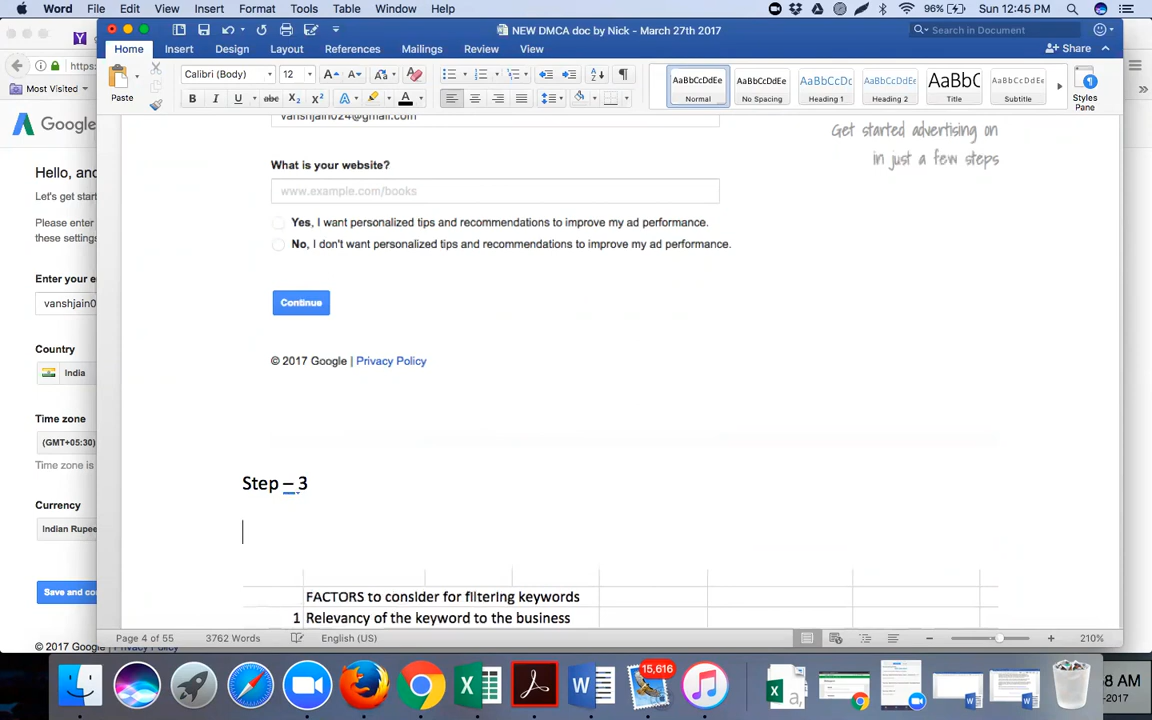 Word File Edit View Insert Format Tools Table Window Help
96% Sun 12:45 PM
NEW DMCA doc by Nick - March 27th 2017
Search in Document
Home Insert Design Layout References Mailings Review View
Share
Paste
Calibri (Body) 12
AaBbCcDdEe AaBbCcDdEe AaBbCcDc AaBbCcDdEe AaBbC AaBbCcDdEe
Normal No Spacing Heading 1 Heading 2 Title Subtitle
Styles
Pane
https:
Most Visited
Google
Hello, and
Let's get start
Please enter
these setting
Enter your e
vanshjain0
Country
India
Time zone
(GMT+05:30)
Time zone is
Currency
Indian Rupee
Save and co
© 2017 Google | Privacy Policy
vanshjain024@gmail.com
Get started advertising on
in just a few steps
What is your website?
www.example.com/books
Yes, I want personalized tips and recommendations to improve my ad performance.
No, I don't want personalized tips and recommendations to improve my ad performance.
Continue
© 2017 Google | Privacy Policy
Step – 3
FACTORS to consider for filtering keywords
1 Relevancy of the keyword to the business
Page 4 of 55 3762 Words English (US) 210%
15,616
8 AM
-2017